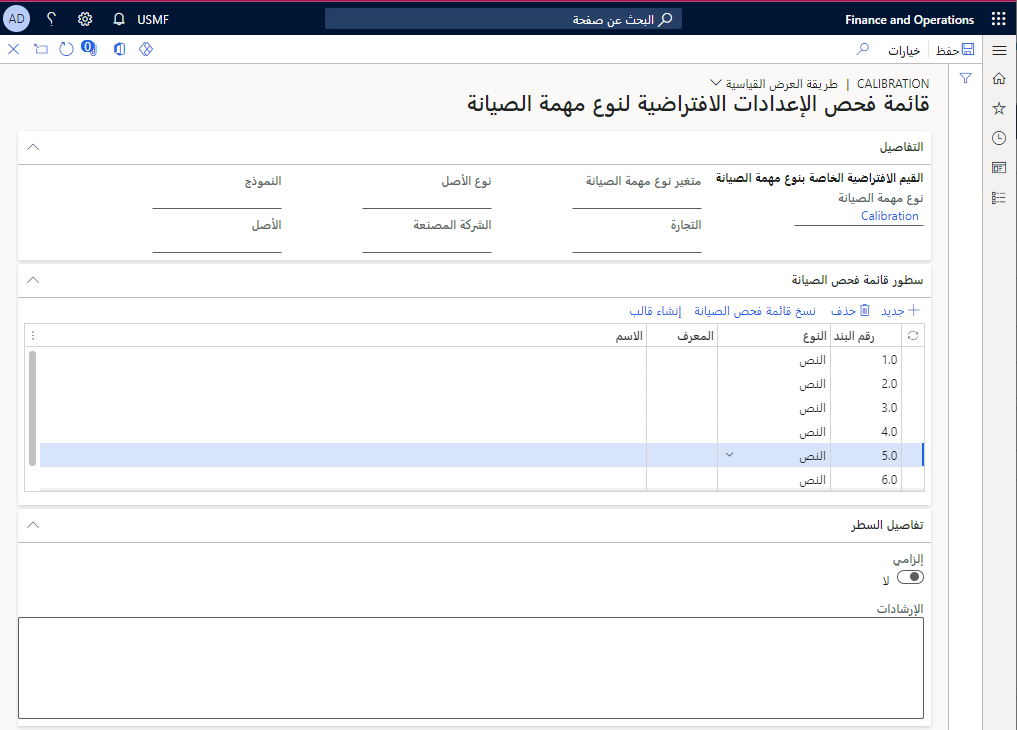 Finance and Operations
البحث عن صفحة
USMF
AD
حفظ
خيارات
0
CALIBRATION | طريقة العرض القياسية
قائمة فحص الإعدادات الافتراضية لنوع مهمة الصيانة
التفاصيل
القيم الافتراضية الخاصة بنوع مهمة الصيانة
نوع مهمة الصيانة
Calibration
متغير نوع مهمة الصيانة
نوع الأصل
النموذج
التجارة
الشركة المصنعة
الأصل
سطور قائمة فحص الصيانة
جديد حذف نسخ قائمة فحص الصيانة إنشاء قالب
رقم البند النوع المعرف الاسم
1.0 النص
2.0 النص
3.0 النص
4.0 النص
5.0 النص
6.0 النص
تفاصيل السطر
إلزامي
لا
الإرشادات